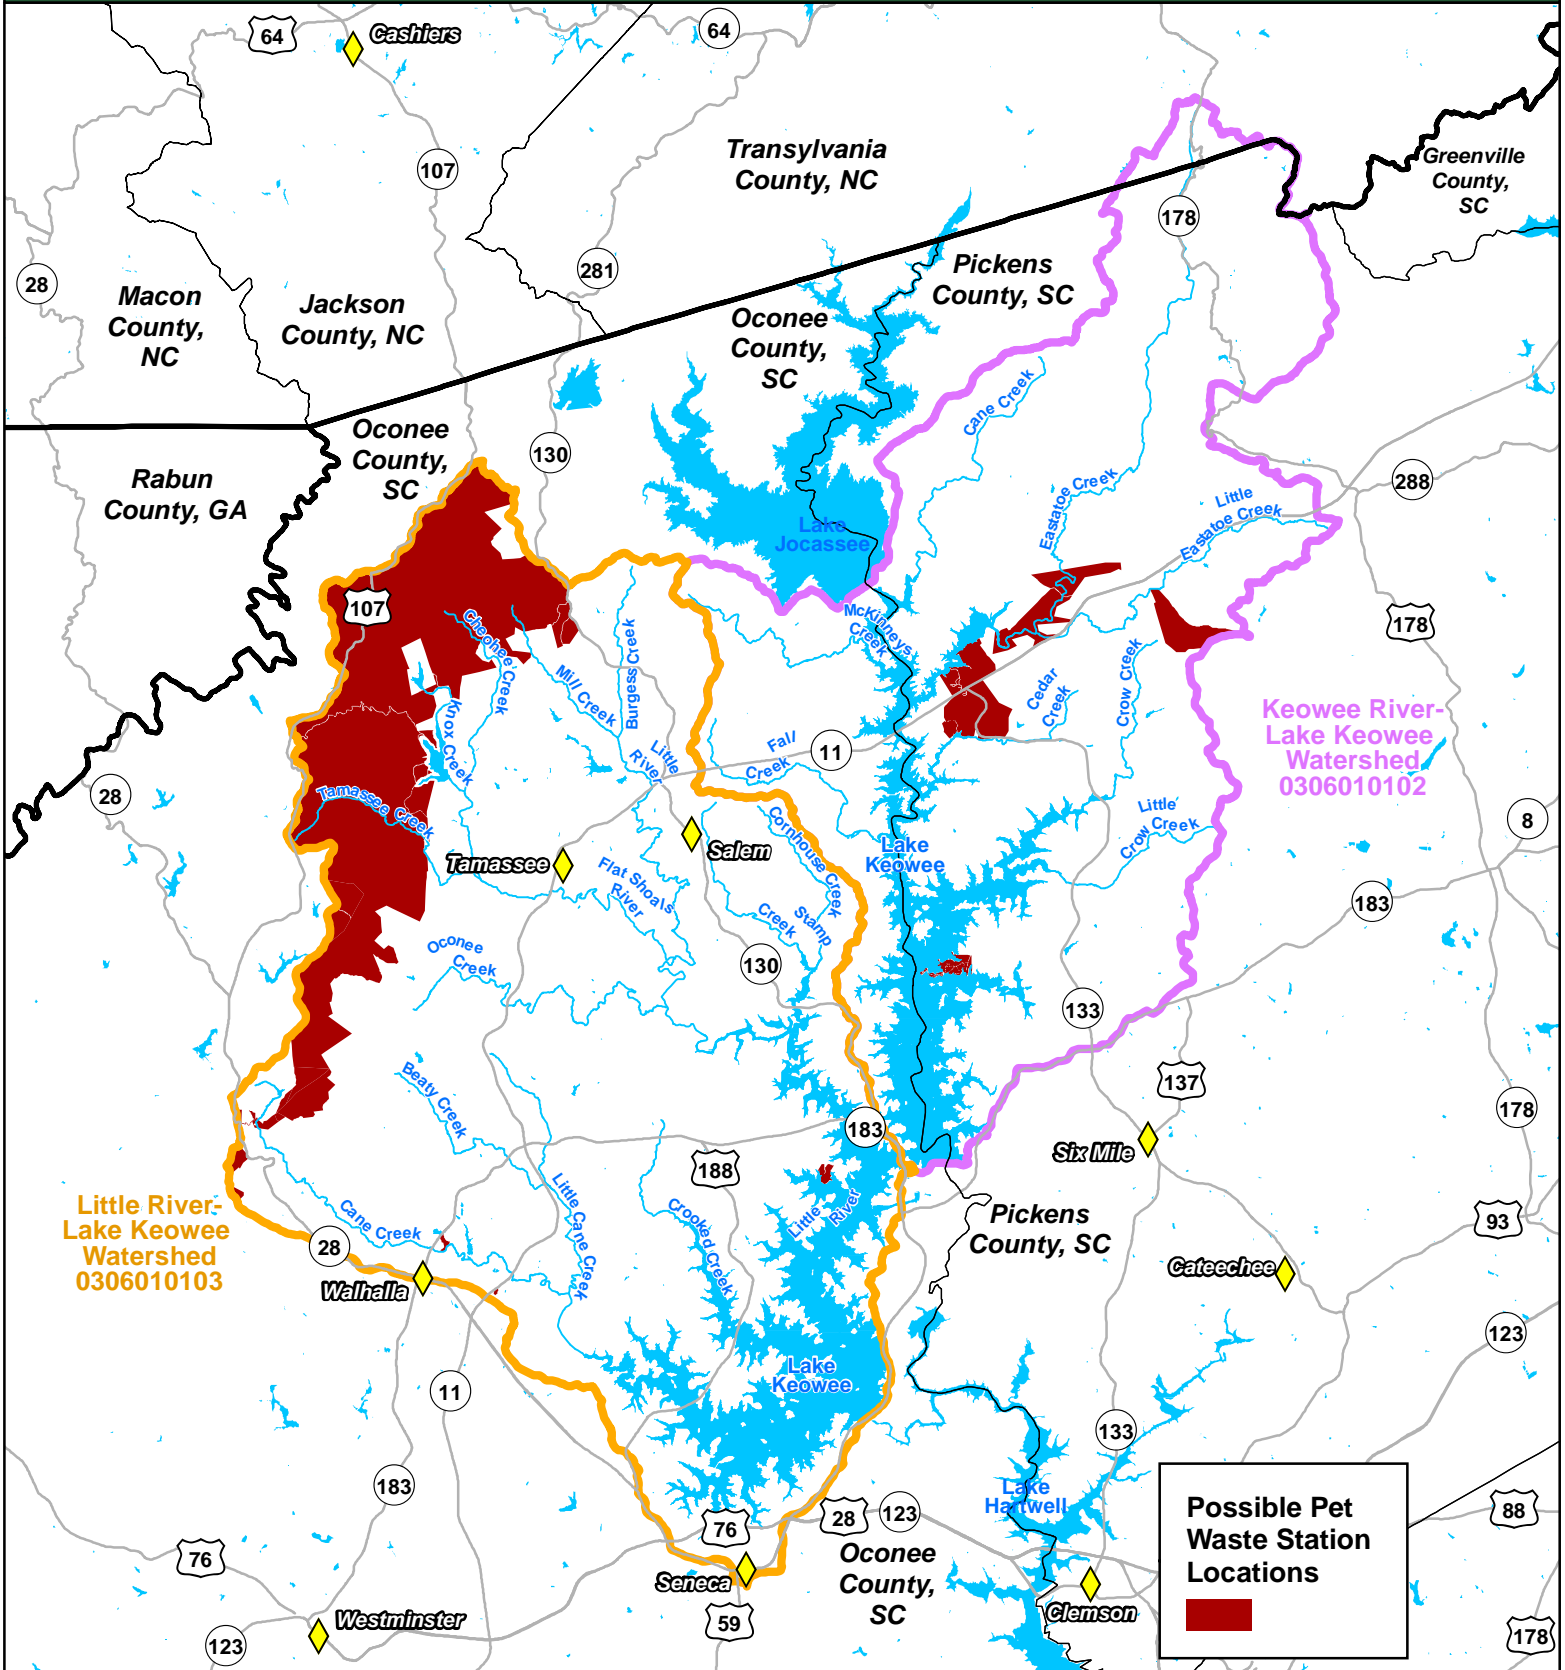 64
Cashiers
64
107
Transylvania
County, NC
Greenville
County,
SC
178
281
28
Macon
County,
NC
Jackson
County, NC
Pickens
County, SC
Oconee
County,
SC
Cane Creek
Oconee
County,
SC
130
Rabun
County, GA
288
Eastatoe Creek
Little
Eastatoe Creek
Lake
Jocassee
107
178
McKinneys
Creek
Cheohee Creek
Mill Creek
Burgess Creek
Cedar
Creek
Crow Creek
Knox Creek
Keowee River-
Lake Keowee
Watershed
0306010102
Little
River
Fall
Creek
11
28
Tamassee Creek
Little
Crow Creek
8
Cornhouse Creek
Salem
Lake
Keowee
Tamassee
Flat Shoals
River
183
Stamp
Creek
Oconee
Creek
130
133
Beaty Creek
137
178
183
Six Mile
188
Little River-
Lake Keowee
Watershed
0306010103
Little Cane Creek
Crooked Creek
Little
River
Cane Creek
Pickens
County, SC
93
28
Cateechee
Walhalla
123
Lake
Keowee
11
133
183
Lake
Hartwell
Possible Pet
Waste Station
Locations
88
76
28
123
76
Oconee
County,
SC
Seneca
Clemson
59
Westminster
123
178